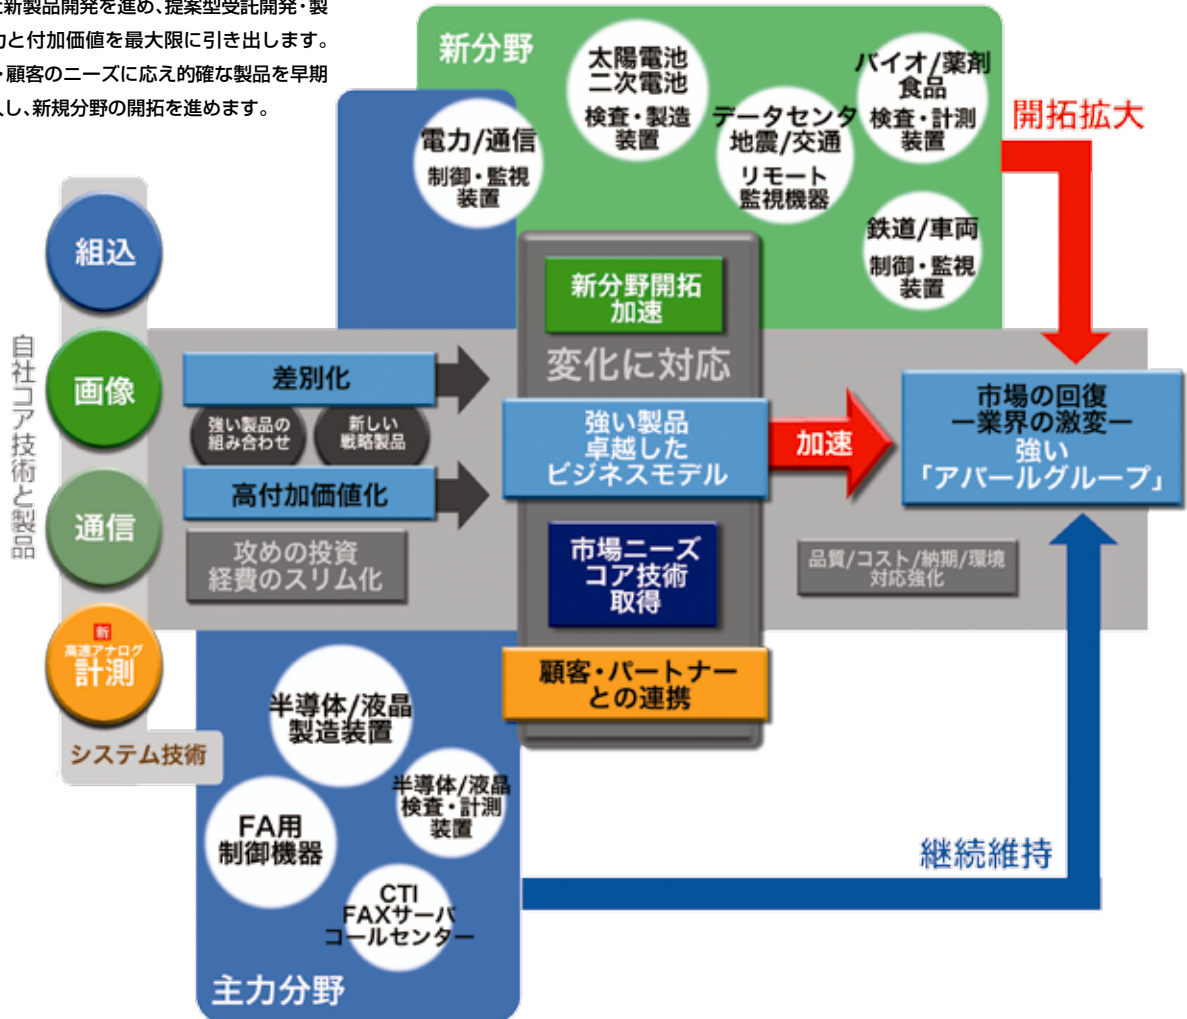 新製品開発を進め、提案型受託開発・製
力と付加価値を最大限に引き出します。
・顧客のニーズに応え的確な製品を早期
し、新規分野の開拓を進めます。
新分野
太陽電池
二次電池
検査・製造
装置
バイオ/薬剤
食品
検査・計測
装置
電力/通信
制御・監視
装置
データセンタ
地震/交通
リモート
監視機器
鉄道/車両
制御・監視
装置
開拓拡大
自社コア技術と製品
組込
画像
通信
新
高速アナログ
計測
システム技術
差別化
強い製品の
組み合わせ
新しい
戦略製品
高付加価値化
攻めの投資
経費のスリム化
新分野開拓
加速
変化に対応
強い製品
卓越した
ビジネスモデル
市場ニーズ
コア技術
取得
顧客・パートナー
との連携
加速
市場の回復
ー業界の激変ー
強い
「アバールグループ」
品質/コスト/納期/環境
対応強化
半導体/液晶
製造装置
半導体/液晶
検査・計測
装置
FA用
制御機器
CTI
FAXサーバ
コールセンター
主力分野
継続維持